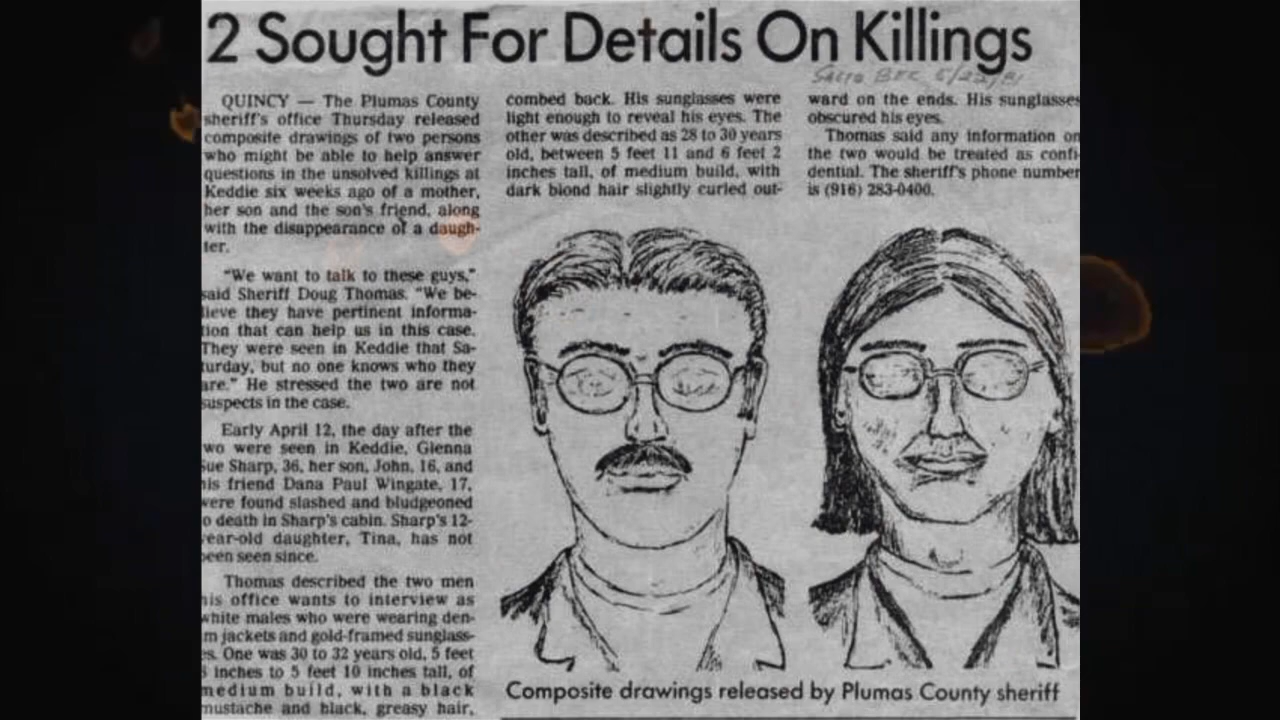 2 Sought For Details On Killings
Sacto BEE 5/22/81
QUINCY — The Plumas County
sheriff's office Thursday released
composite drawings of two persons
who might be able to help answer
questions in the unsolved killings at
Keddie six weeks ago of a mother,
her son and the son's friend, along
with the disappearance of a daugh-
ter.
"We want to talk to these guys,"
said Sheriff Doug Thomas. "We be-
lieve they have pertinent informa-
tion that can help us in this case.
They were seen in Keddie that Sa-
turday, but no one knows who they
are." He stressed the two are not
suspects in the case.
Early April 12, the day after the
wo were seen in Keddie, Glenna
Sue Sharp, 36, her son, John, 16, and
his friend Dana Paul Wingate, 17,
were found slashed and bludgeoned
o death in Sharp's cabin. Sharp's 12-
year-old daughter, Tina, has not
been seen since.
Thomas described the two men
his office wants to interview as
white males who were wearing den-
m jackets and gold-framed sunglass-
es. One was 30 to 32 years old, 5 feet
inches to 5 feet 10 inches tall, of
medium build, with a black
mustache and black, greasy hair,
combed back. His sunglasses were
light enough to reveal his eyes. The
other was described as 28 to 30 years
old, between 5 feet 11 and 6 feet 2
inches tall, of medium build, with
dark blond hair slightly curled out-
ward on the ends. His sunglasses
obscured his eyes.
Thomas said any information on
the two would be treated as confi-
dential. The sheriff's phone number
is (916) 283-0400.
Composite drawings released by Plumas County sheriff